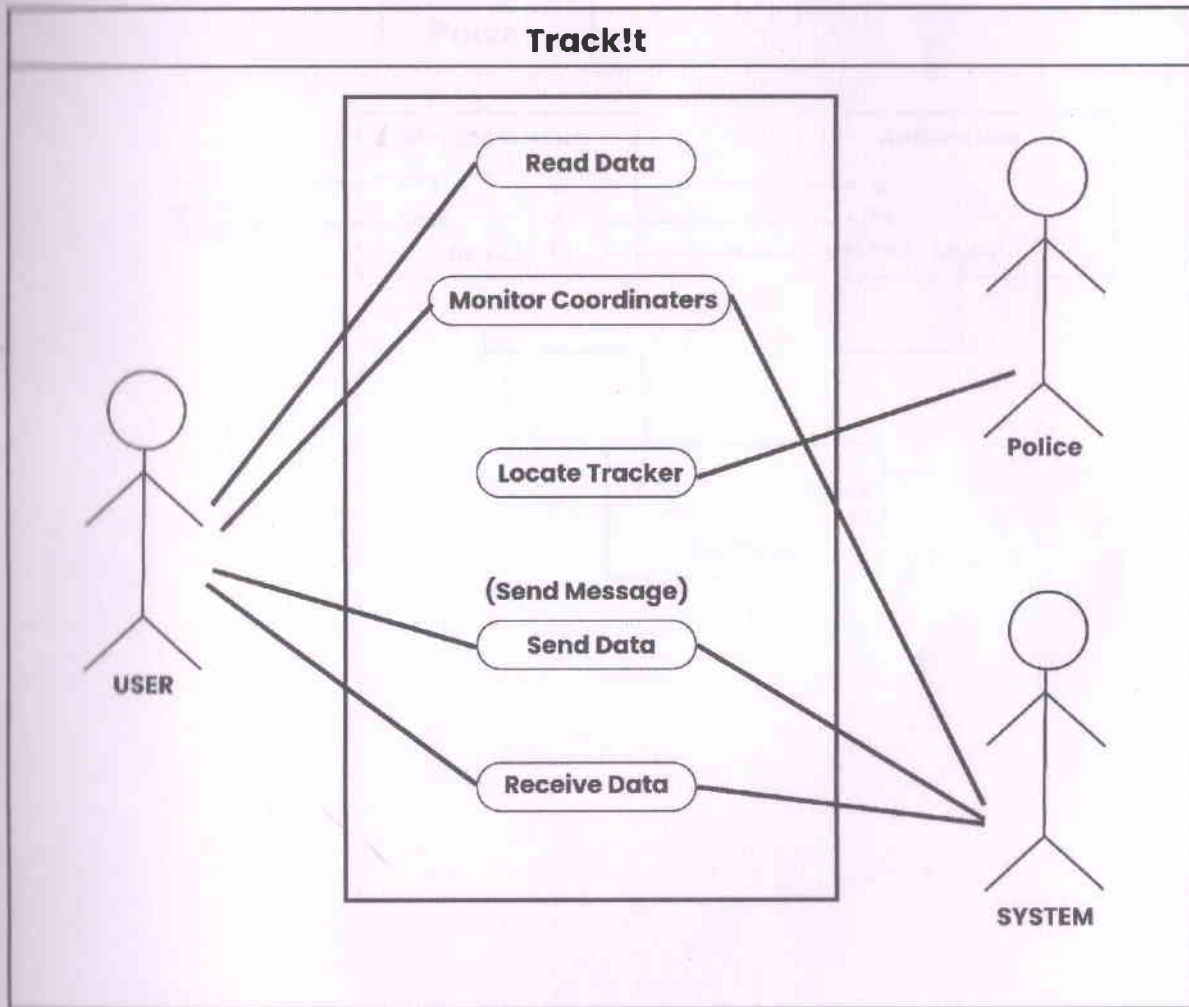 Track!t
Read Data
Monitor Coordinaters
Locate Tracker
(Send Message)
Send Data
Receive Data
USER
Police
SYSTEM